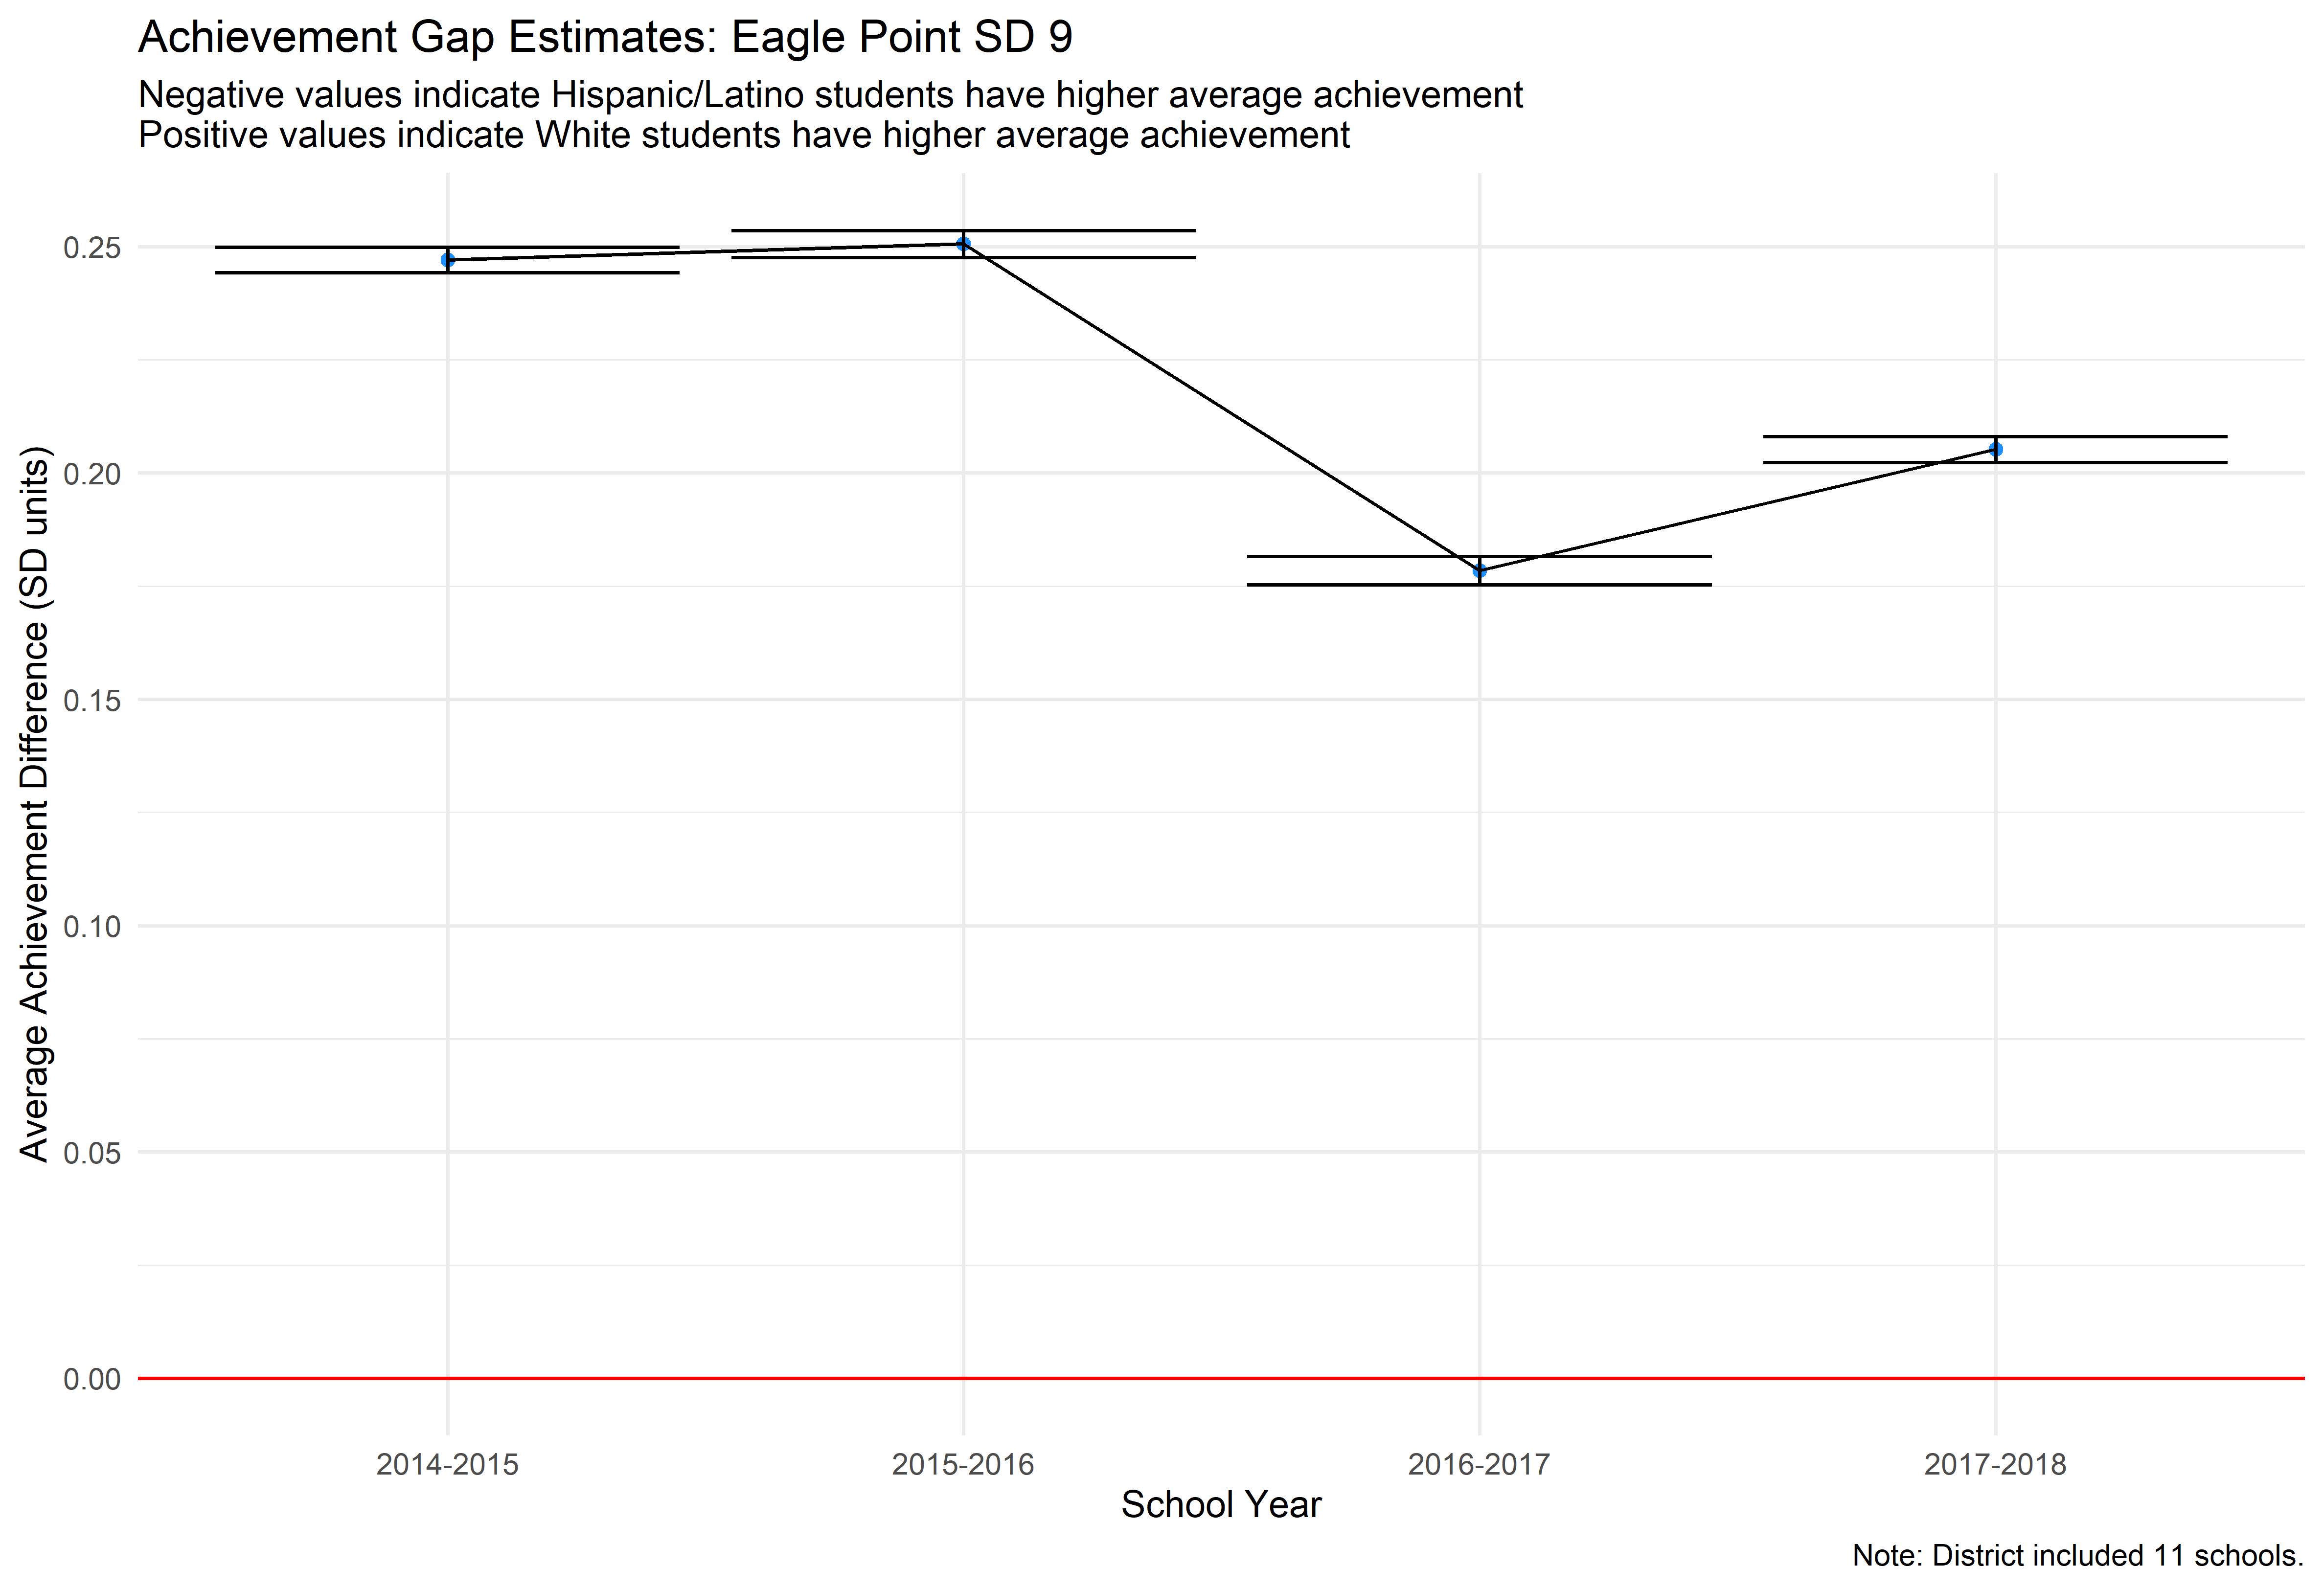 Achievement Gap Estimates: Eagle Point SD 9
Negative values indicate Hispanic/Latino students have higher average achievement
Positive values indicate White students have higher average achievement
Average Achievement Difference (SD units)
0.25
0.20
0.15
0.10
0.05
0.00
2014-2015
2015-2016
2016-2017
2017-2018
School Year
Note: District included 11 schools.